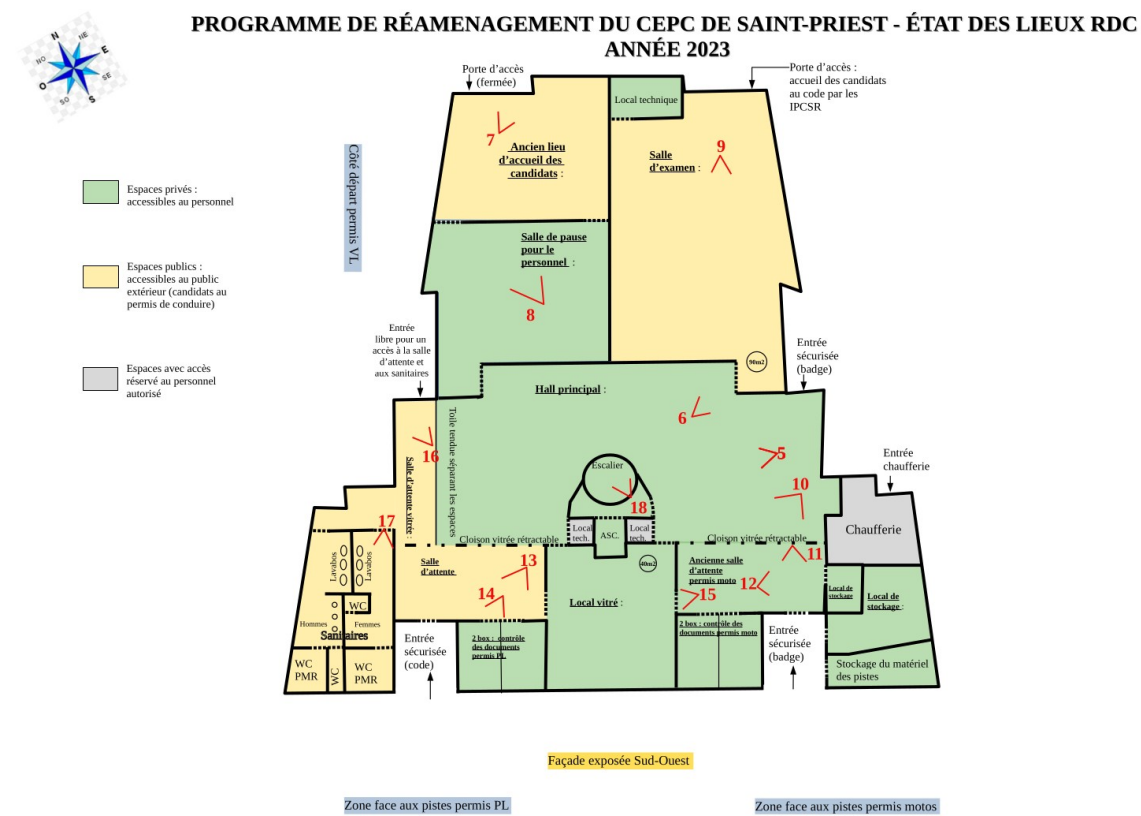 PROGRAMME DE RÉAMENAGEMENT DU CEPC DE SAINT-PRIEST - ÉTAT DES LIEUX RDC
ANNÉE 2023
N
NE
E
SE
S
SO
O
NO
Porte d’accès
(fermée)
Porte d’accès :
accueil des candidats
au code par les
IPCSR
Local technique
7
Ancien lieu
d’accueil des
candidats :
Salle
d’examen :
9
Côté départ permis VL
Espaces privés :
accessibles au personnel
Espaces publics :
accessibles au public
extérieur (candidats au
permis de conduire)
Espaces avec accès
réservé au personnel
autorisé
Salle de pause
pour le
personnel :
8
Entrée
libre pour un
accès à la salle
d’attente et
aux sanitaires
Entrée
sécurisée
(badge)
90m2
Hall principal :
6
5
Toile tendue séparant les espaces
16
Salle d’attente vitrée :
Entrée
chaufferie
Escalier
10
18
17
Local
tech.
ASC.
Local
tech.
Chaufferie
Cloison vitrée rétractable
Cloison vitrée rétractable
11
Lavabos
Lavabos
Salle
d’attente
13
40m2
Ancienne salle
d’attente
permis moto
12
14
15
Local vitré :
Local de
stockage
Local de
stockage :
WC
Hommes
Femmes
Sanitaires
Entrée
sécurisée
(code)
2 box : contrôle
des documents
permis PL
2 box : contrôle des
documents permis moto
Entrée
sécurisée
(badge)
WC
PMR
WC
WC
PMR
Stockage du matériel
des pistes
Façade exposée Sud-Ouest
Zone face aux pistes permis PL
Zone face aux pistes permis motos